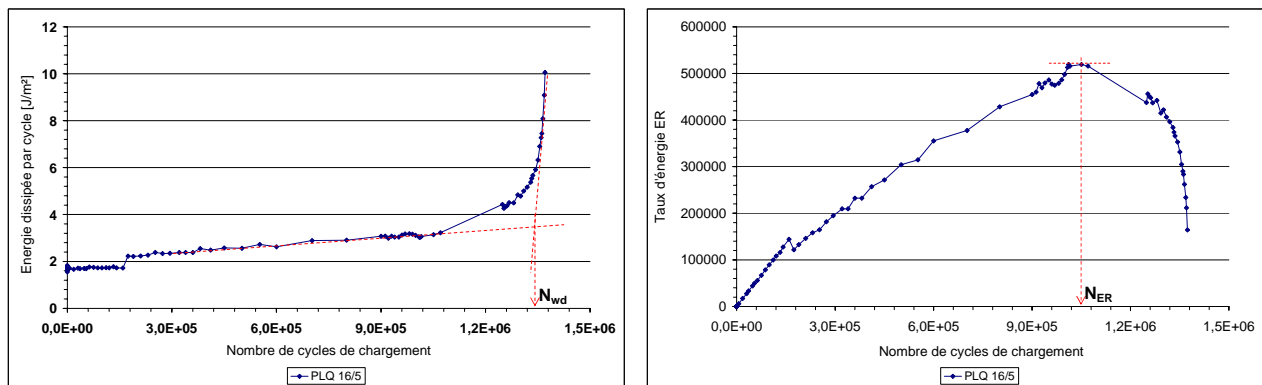 Energie dissipée par cycle [J/m²]
12
10
8
6
4
2
0
0,0E+00 3,0E+05 6,0E+05 9,0E+05 1,2E+06 1,5E+06
N_wd
Nombre de cycles de chargement
PLQ 16/5
Taux d'énergie ER
600000
500000
400000
300000
200000
100000
0
0,0E+00 3,0E+05 6,0E+05 9,0E+05 1,2E+06 1,5E+06
N_ER
Nombre de cycles de chargement
PLQ 16/5